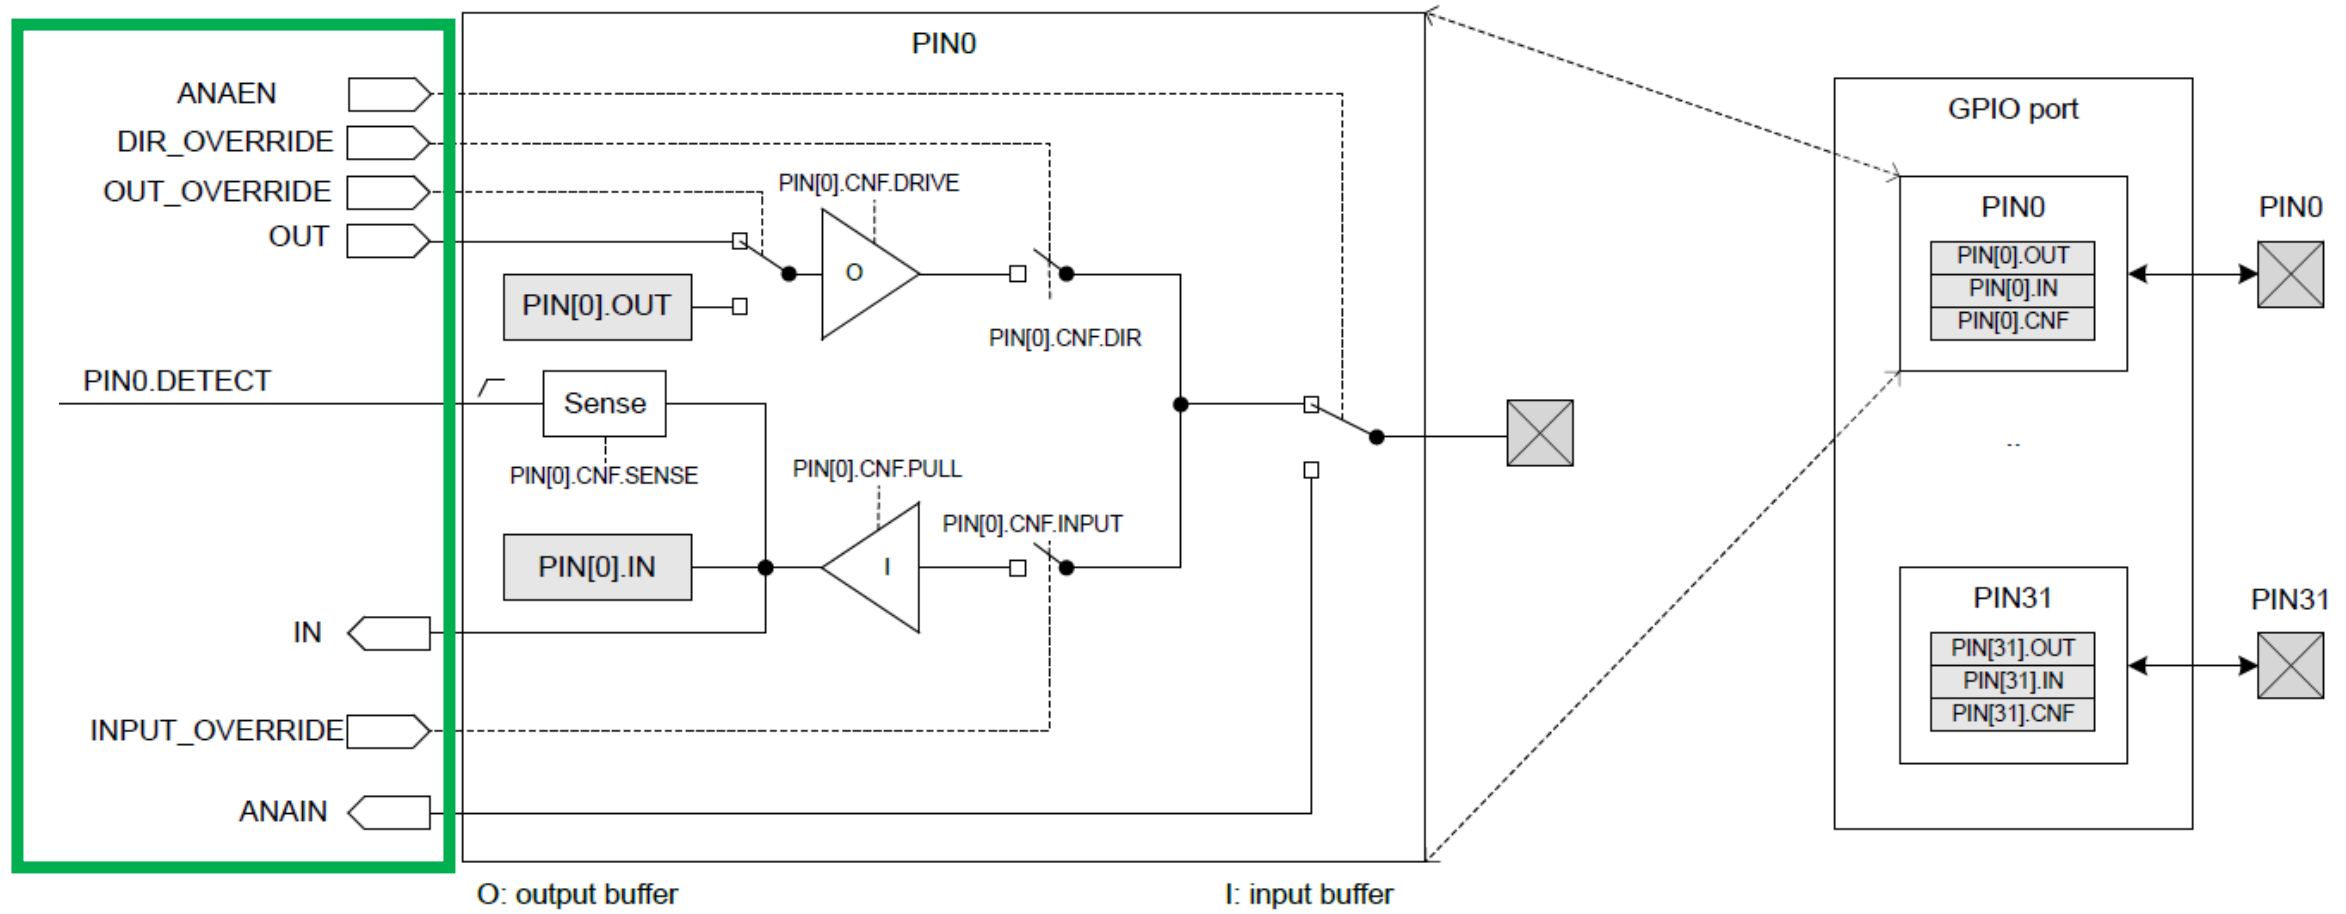 PIN0
ANAEN
DIR_OVERRIDE
OUT_OVERRIDE
OUT
PIN[0].CNF.DRIVE
O
PIN[0].OUT
PIN[0].CNF.DIR
PIN0.DETECT
Sense
PIN[0].CNF.SENSE
PIN[0].CNF.PULL
PIN[0].CNF.INPUT
PIN[0].IN
I
IN
INPUT_OVERRIDE
ANAIN
O: output buffer
I: input buffer
GPIO port
PIN0
PIN[0].OUT
PIN[0].IN
PIN[0].CNF
PIN0
..
PIN31
PIN[31].OUT
PIN[31].IN
PIN[31].CNF
PIN31